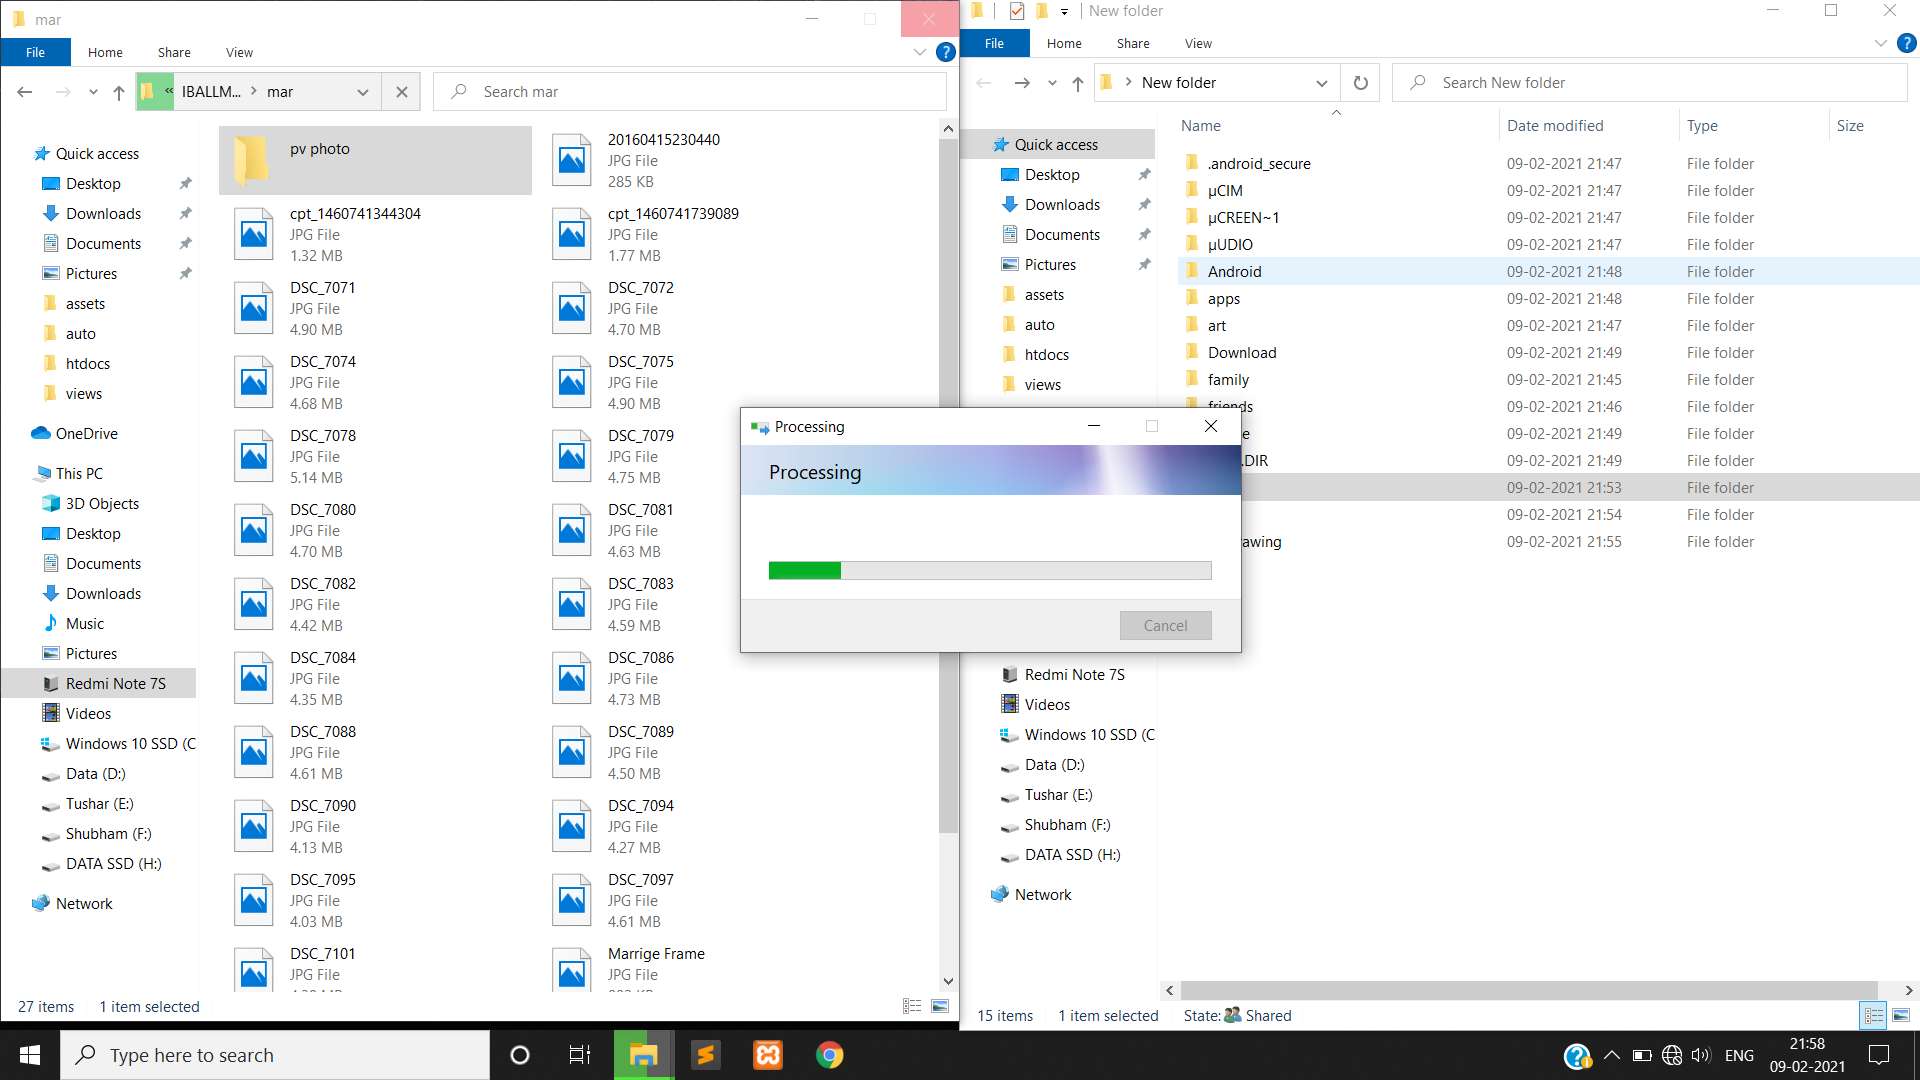 mar
File Home Share View
« IBALLM... > mar
Search mar
Quick access
Desktop
Downloads
Documents
Pictures
assets
auto
htdocs
views
OneDrive
This PC
3D Objects
Desktop
Documents
Downloads
Music
Pictures
Redmi Note 7S
Videos
Windows 10 SSD (C
Data (D:)
Tushar (E:)
Shubham (F:)
DATA SSD (H:)
Network
pv photo
20160415230440
JPG File
285 KB
cpt_1460741344304
JPG File
1.32 MB
cpt_1460741739089
JPG File
1.77 MB
DSC_7071
JPG File
4.90 MB
DSC_7072
JPG File
4.70 MB
DSC_7074
JPG File
4.68 MB
DSC_7075
JPG File
4.90 MB
DSC_7078
JPG File
5.14 MB
DSC_7079
JPG File
4.75 MB
DSC_7080
JPG File
4.70 MB
DSC_7081
JPG File
4.63 MB
DSC_7082
JPG File
4.42 MB
DSC_7083
JPG File
4.59 MB
DSC_7084
JPG File
4.35 MB
DSC_7086
JPG File
4.73 MB
DSC_7088
JPG File
4.61 MB
DSC_7089
JPG File
4.50 MB
DSC_7090
JPG File
4.13 MB
DSC_7094
JPG File
4.27 MB
DSC_7095
JPG File
4.03 MB
DSC_7097
JPG File
4.61 MB
DSC_7101
JPG File
Marrige Frame
JPG File
27 items 1 item selected
New folder
File Home Share View
New folder
Search New folder
Quick access
Desktop
Downloads
Documents
Pictures
assets
auto
htdocs
views
Redmi Note 7S
Videos
Windows 10 SSD (C
Data (D:)
Tushar (E:)
Shubham (F:)
DATA SSD (H:)
Network
Name Date modified Type Size
.android_secure 09-02-2021 21:47 File folder
µCIM 09-02-2021 21:47 File folder
µCREEN~1 09-02-2021 21:47 File folder
µUDIO 09-02-2021 21:47 File folder
Android 09-02-2021 21:48 File folder
apps 09-02-2021 21:48 File folder
art 09-02-2021 21:47 File folder
Download 09-02-2021 21:49 File folder
family 09-02-2021 21:45 File folder
friends 09-02-2021 21:46 File folder
e 09-02-2021 21:49 File folder
.DIR 09-02-2021 21:49 File folder
09-02-2021 21:53 File folder
09-02-2021 21:54 File folder
awing 09-02-2021 21:55 File folder
15 items 1 item selected State: Shared
Processing
Processing
Cancel
Type here to search
ENG
21:58
09-02-2021